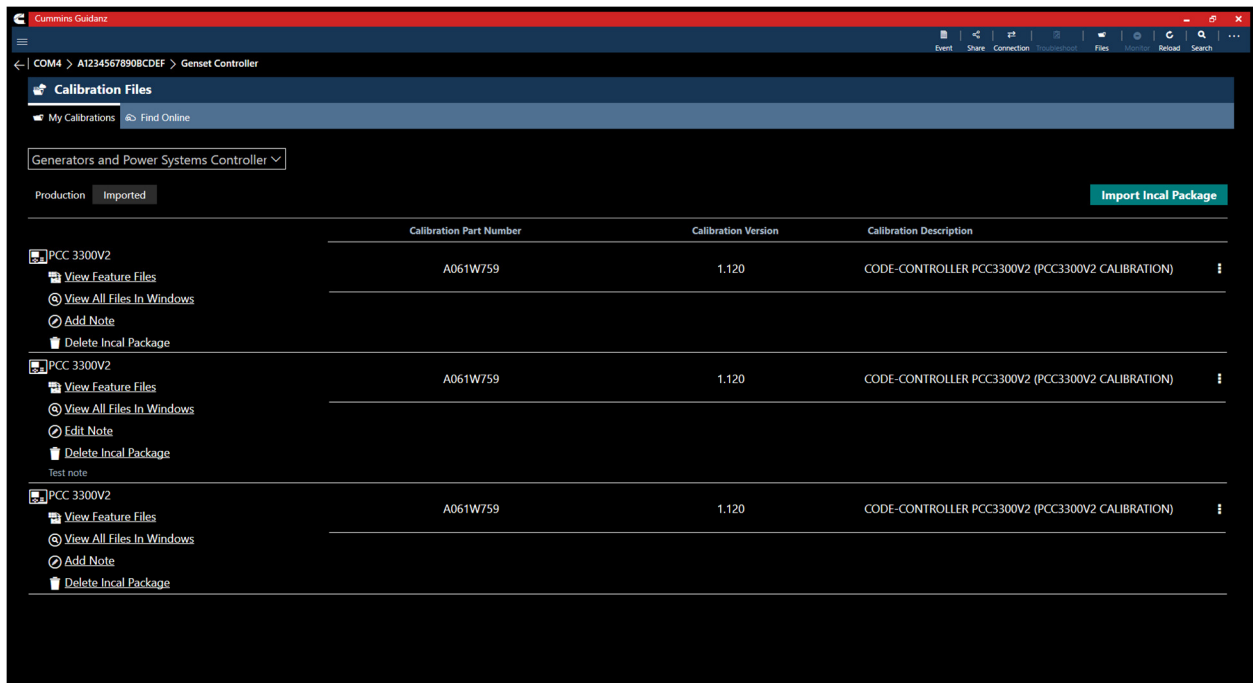 Cummins Guidanz
Event Share Connection Troubleshoot Files Monitor Reload Search
COM4 > A1234567890BCDEF > Genset Controller
Calibration Files
My Calibrations Find Online
Generators and Power Systems Controller
Production Imported Import Incal Package
Calibration Part Number Calibration Version Calibration Description
PCC 3300V2
A061W759 1.120 CODE-CONTROLLER PCC3300V2 (PCC3300V2 CALIBRATION)
View Feature Files
View All Files In Windows
Add Note
Delete Incal Package
PCC 3300V2
A061W759 1.120 CODE-CONTROLLER PCC3300V2 (PCC3300V2 CALIBRATION)
View Feature Files
View All Files In Windows
Edit Note
Delete Incal Package
Test note
PCC 3300V2
A061W759 1.120 CODE-CONTROLLER PCC3300V2 (PCC3300V2 CALIBRATION)
View Feature Files
View All Files In Windows
Add Note
Delete Incal Package